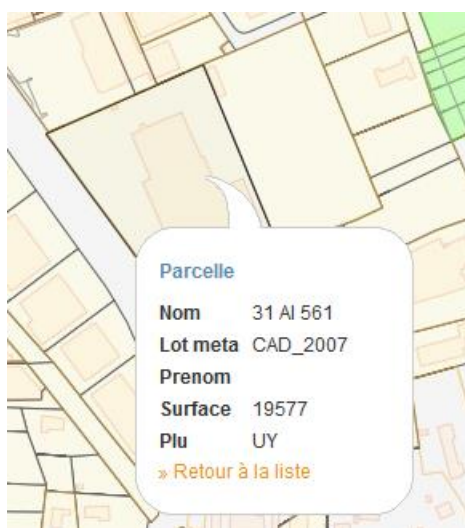 Parcelle
Nom 31 AI 561
Lot meta CAD_2007
Prenom
Surface 19577
Plu UY
» Retour à la liste